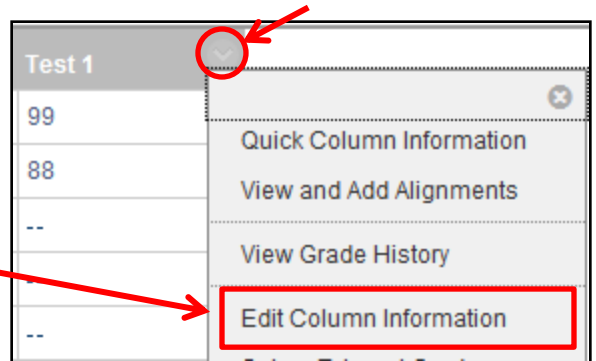 Test 1
99
88
--
--
--
Quick Column Information
View and Add Alignments
View Grade History
Edit Column Information